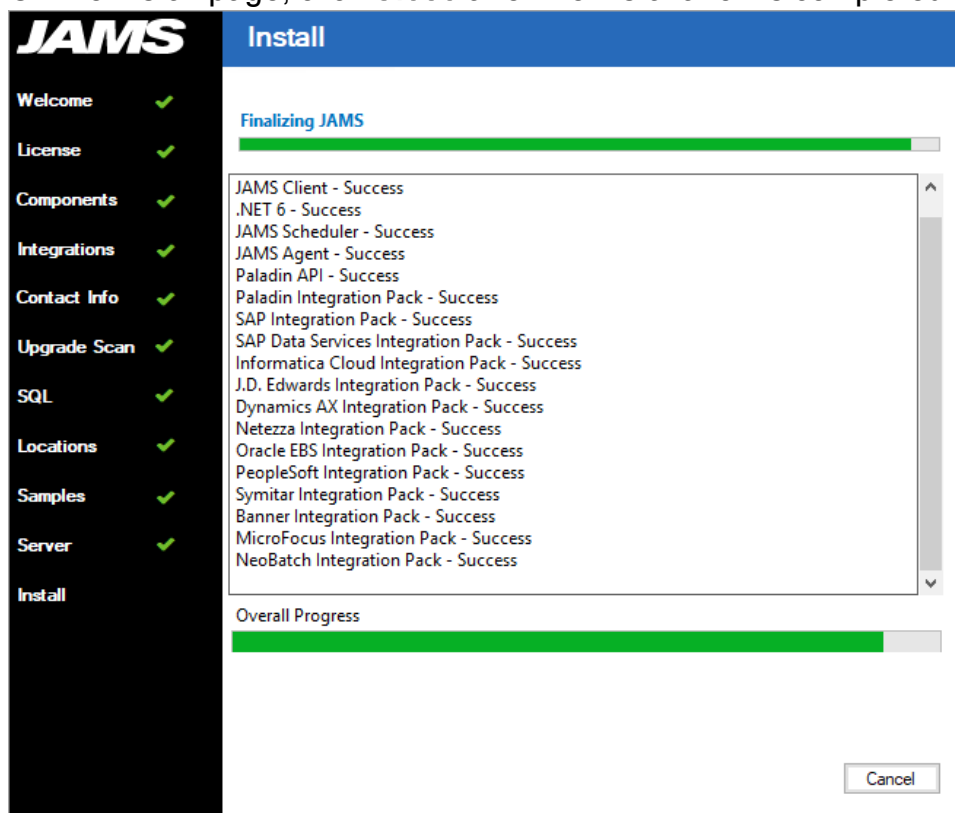 JAMS
Install
Welcome
License
Components
Integrations
Contact Info
Upgrade Scan
SQL
Locations
Samples
Server
Install
Finalizing JAMS
JAMS Client - Success
.NET 6 - Success
JAMS Scheduler - Success
JAMS Agent - Success
Paladin API - Success
Paladin Integration Pack - Success
SAP Integration Pack - Success
SAP Data Services Integration Pack - Success
Informatica Cloud Integration Pack - Success
J.D. Edwards Integration Pack - Success
Dynamics AX Integration Pack - Success
Netezza Integration Pack - Success
Oracle EBS Integration Pack - Success
PeopleSoft Integration Pack - Success
Symitar Integration Pack - Success
Banner Integration Pack - Success
MicroFocus Integration Pack - Success
NeoBatch Integration Pack - Success
Overall Progress
Cancel